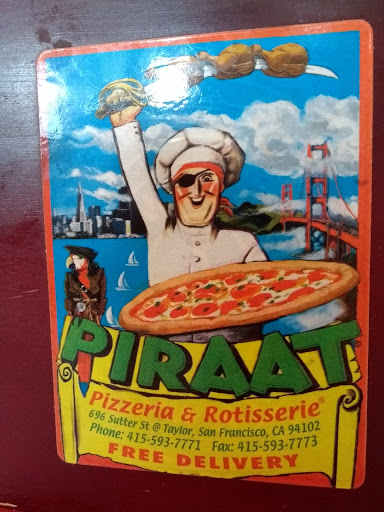 PIRAAT®
Pizzeria & Rotisserie®
696 Sutter St @ Taylor, San Francisco, CA 94102
Phone: 415-593-7771 Fax: 415-593-7773
FREE DELIVERY